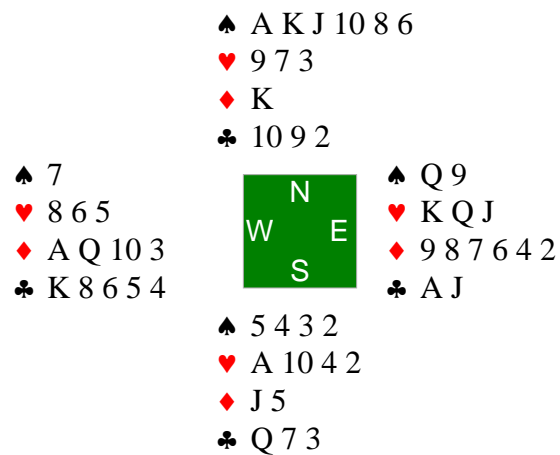 ♠ A K J 10 8 6
♥ 9 7 3
♦ K
♣ 10 9 2
♠ 7
♥ 8 6 5
♦ A Q 10 3
♣ K 8 6 5 4
N
W E
S
♠ Q 9
♥ K Q J
♦ 9 8 7 6 4 2
♣ A J
♠ 5 4 3 2
♥ A 10 4 2
♦ J 5
♣ Q 7 3